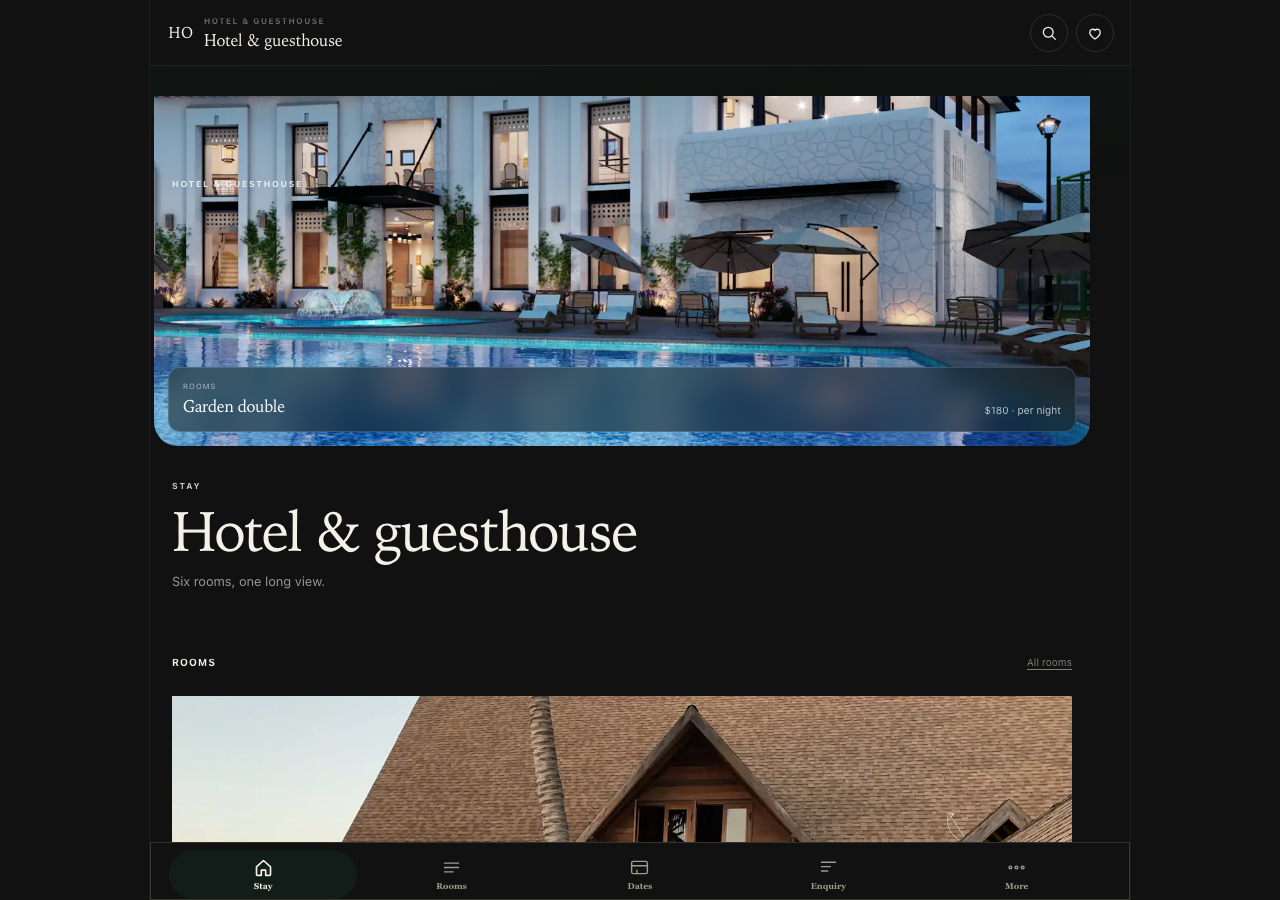 HO
HOTEL & GUESTHOUSE
Hotel & guesthouse
HOTEL & GUESTHOUSE
ROOMS
Garden double
$180 · per night
STAY
Hotel & guesthouse
Six rooms, one long view.
ROOMS
All rooms
Stay
Rooms
Dates
Enquiry
More